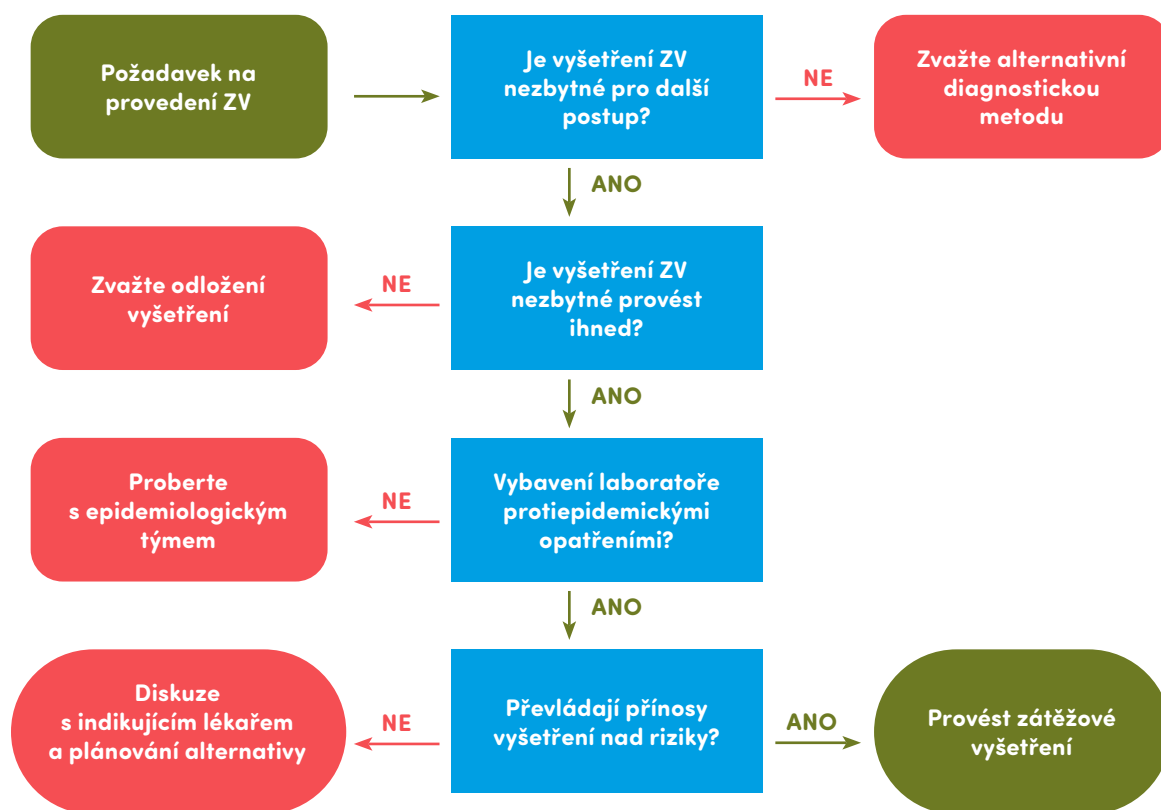 Požadavek na
provedení ZV
Je vyšetření ZV
nezbytné pro další
postup?
NE
Zvažte alternativní
diagnostickou
metodu
ANO
Zvažte odložení
vyšetření
NE
Je vyšetření ZV
nezbytné provést
ihned?
ANO
Proberte
s epidemiologickým
týmem
NE
Vybavení laboratoře
protiepidemickými
opatřeními?
ANO
Diskuze
s indikujícím lékařem
a plánování alternativy
NE
Převládají přínosy
vyšetření nad riziky?
ANO
Provést zátěžové
vyšetření